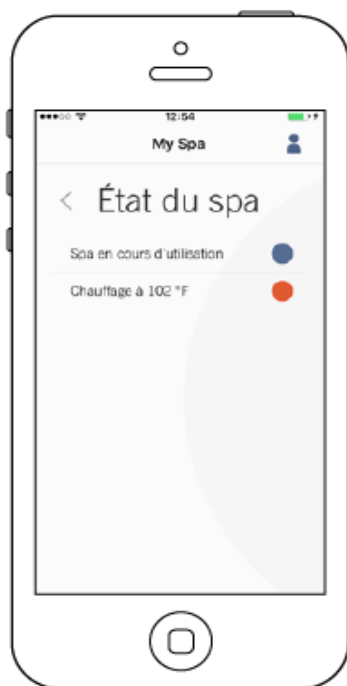 12:54
My Spa
État du spa
Spa en cours d'utilisation
Chauffage à 102 °F